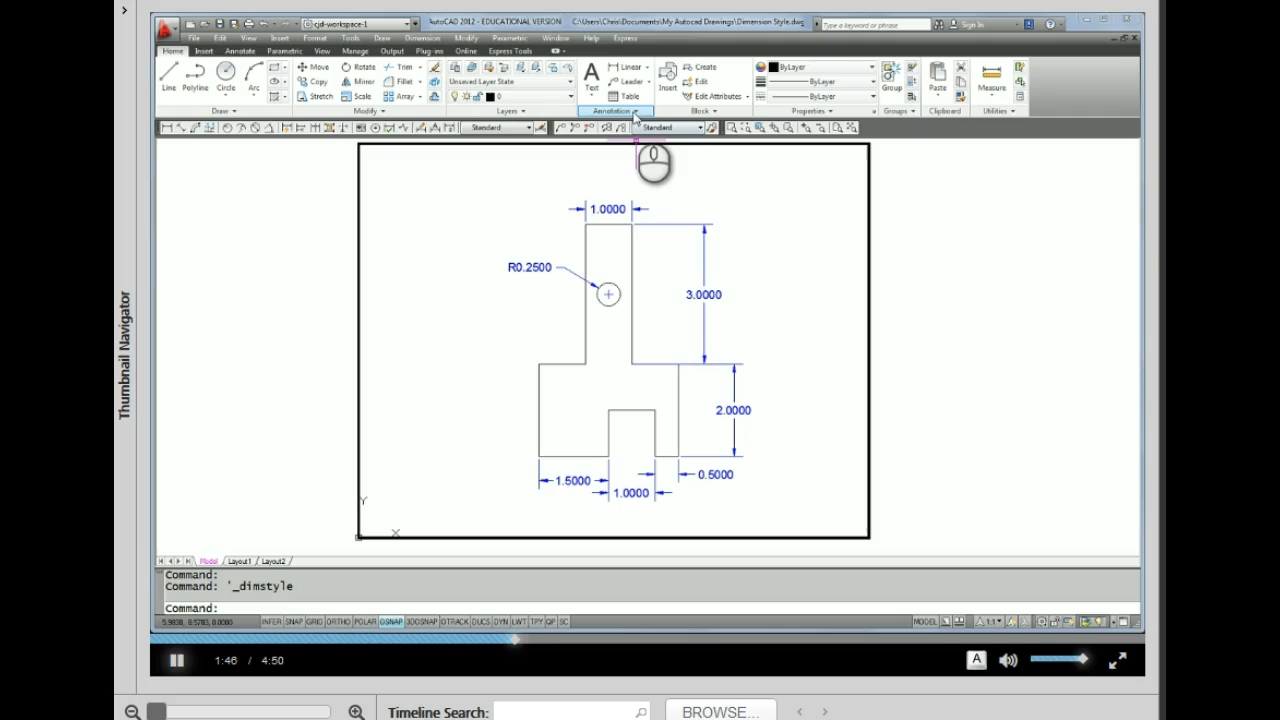 cjd-workspace-1
AutoCAD 2012 - EDUCATIONAL VERSION C:\Users\Chris\Documents\My Autocad Drawings\Dimension Style.dwg
Type a keyword or phrase
Sign In
File Edit View Insert Format Tools Draw Dimension Modify Parametric Window Help Express
Home Insert Annotate Parametric View Manage Output Plug-ins Online Express Tools
Line Polyline Circle Arc
Move Rotate Trim
Copy Mirror Fillet
Stretch Scale Array
Unsaved Layer State
0
Text
Linear
Leader
Table
Insert
Create
Edit
Edit Attributes
ByLayer
ByLayer
ByLayer
Group
Paste
Measure
Draw Modify Layers Annotation Block Properties Groups Clipboard Utilities
Standard Standard
1.0000
R0.2500
3.0000
2.0000
0.5000
1.5000
1.0000
Y
X
Model Layout1 Layout2
Command:
Command: '_dimstyle
Command:
INFER SNAP GRID ORTHO POLAR OSNAP 3DOSNAP OTRACK DUCS DYN LWT TPY QP SC
MODEL
1:1
1:46 / 4:50
A
Thumbnail Navigator
Timeline Search:
BROWSE...